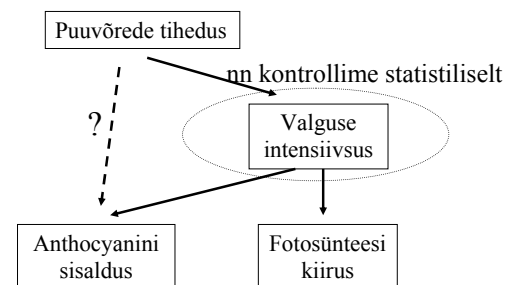 Puuvõrede tihedus
nn kontrollime statistiliselt
?
Valguse
intensiivsus
Anthocyanini
sisaldus
Fotosünteesi
kiirus